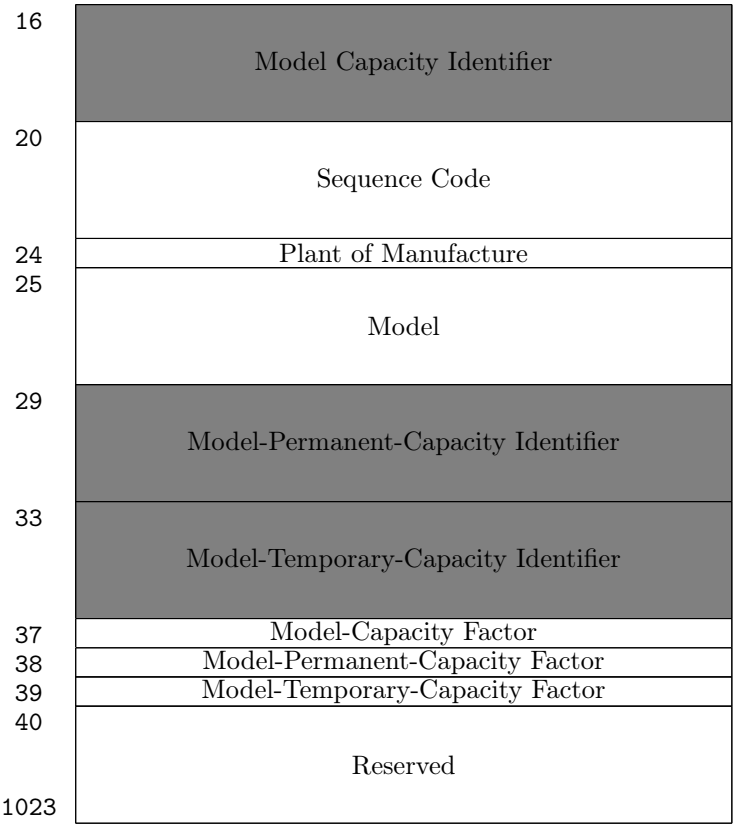 16
Model Capacity Identifier
20
Sequence Code
24
Plant of Manufacture
25
Model
29
Model-Permanent-Capacity Identifier
33
Model-Temporary-Capacity Identifier
37
Model-Capacity Factor
38
Model-Permanent-Capacity Factor
39
Model-Temporary-Capacity Factor
40
Reserved
1023